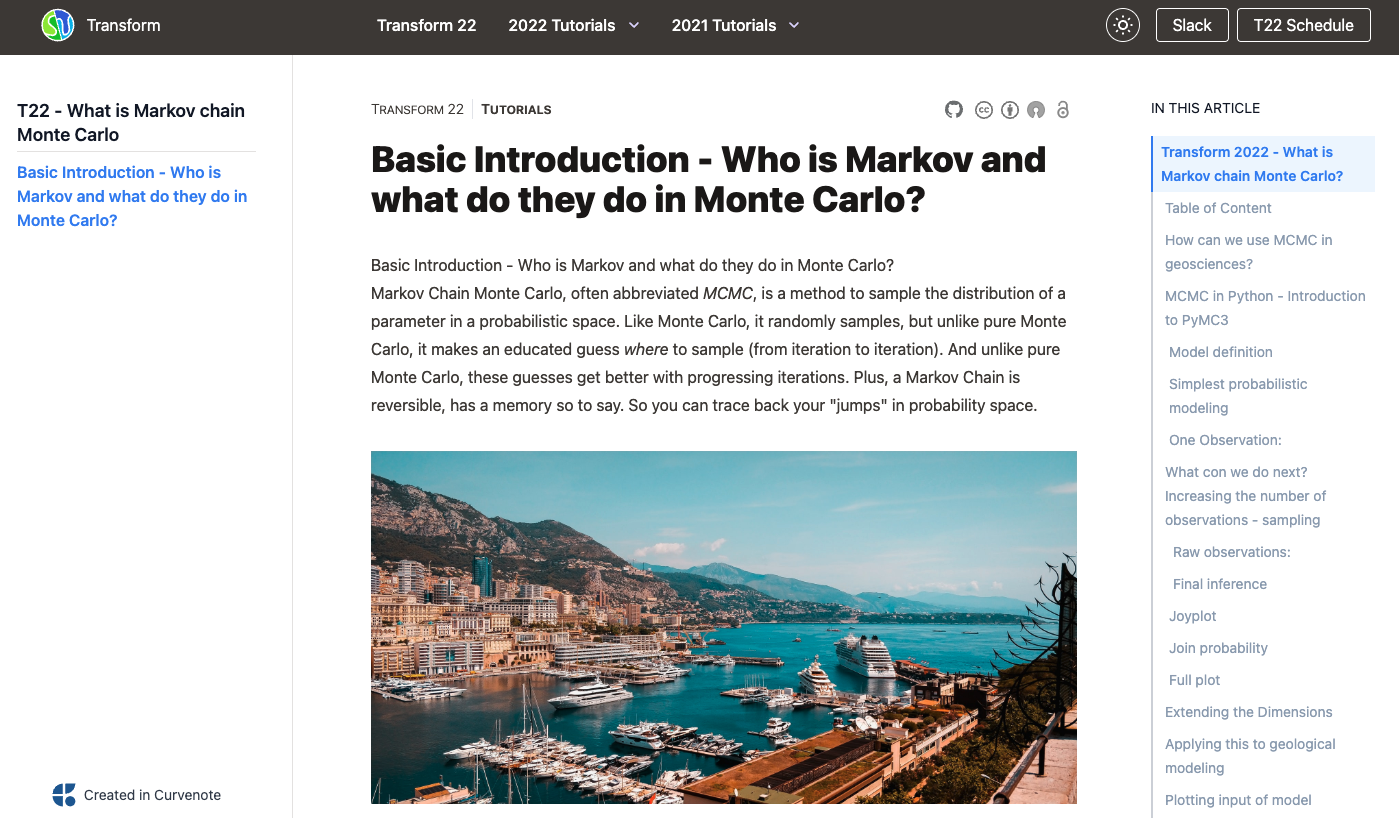 Transform
Transform 22
2022 Tutorials
2021 Tutorials
Slack
T22 Schedule
T22 - What is Markov chain
Monte Carlo
Basic Introduction - Who is
Markov and what do they do in
Monte Carlo?
Created in Curvenote
TRANSFORM 22
TUTORIALS
cc
Basic Introduction - Who is Markov and
what do they do in Monte Carlo?
Basic Introduction - Who is Markov and what do they do in Monte Carlo?
Markov Chain Monte Carlo, often abbreviated MCMC, is a method to sample the distribution of a
parameter in a probabilistic space. Like Monte Carlo, it randomly samples, but unlike pure Monte
Carlo, it makes an educated guess where to sample (from iteration to iteration). And unlike pure
Monte Carlo, these guesses get better with progressing iterations. Plus, a Markov Chain is
reversible, has a memory so to say. So you can trace back your "jumps" in probability space.
IN THIS ARTICLE
Transform 2022 - What is
Markov chain Monte Carlo?
Table of Content
How can we use MCMC in
geosciences?
MCMC in Python - Introduction
to PyMC3
Model definition
Simplest probabilistic
modeling
One Observation:
What con we do next?
Increasing the number of
observations - sampling
Raw observations:
Final inference
Joyplot
Join probability
Full plot
Extending the Dimensions
Applying this to geological
modeling
Plotting input of model